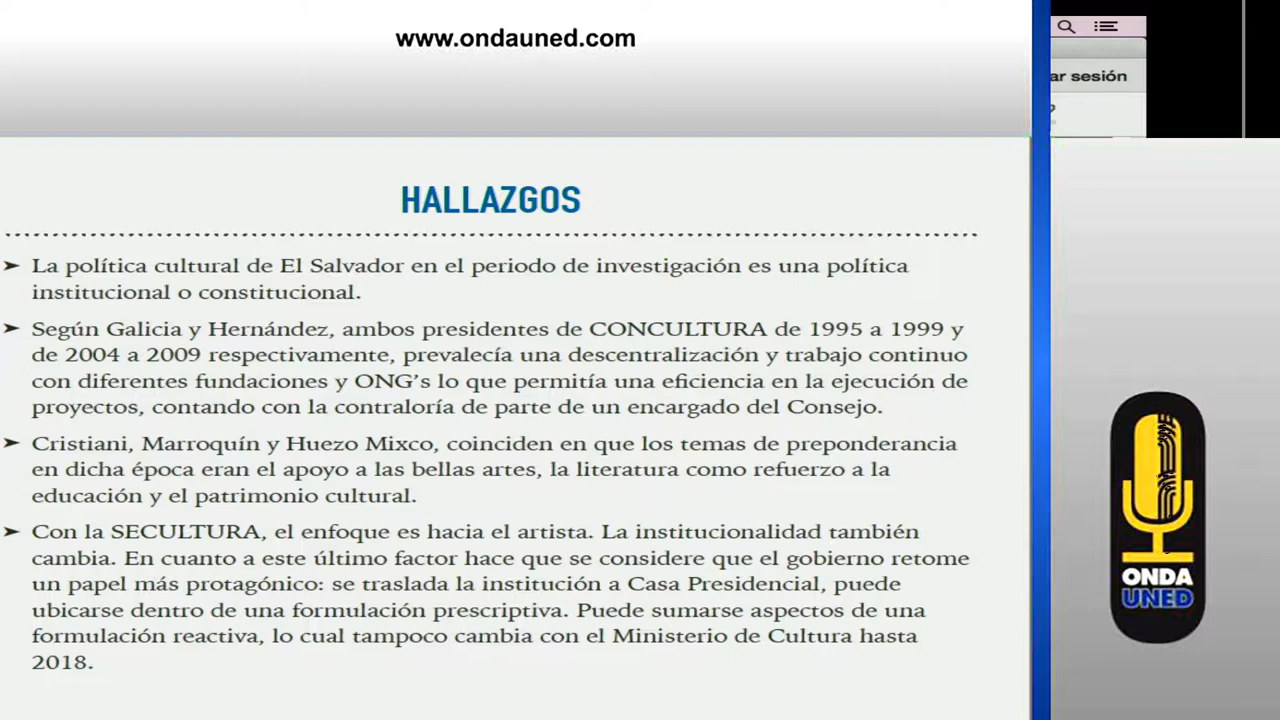 www.ondauned.com
ar sesión
HALLAZGOS
➤ La política cultural de El Salvador en el periodo de investigación es una política
institucional o constitucional.
➤ Según Galicia y Hernández, ambos presidentes de CONCULTURA de 1995 a 1999 y
de 2004 a 2009 respectivamente, prevalecía una descentralización y trabajo continuo
con diferentes fundaciones y ONG's lo que permitía una eficiencia en la ejecución de
proyectos, contando con la contraloría de parte de un encargado del Consejo.
➤ Cristiani, Marroquín y Huezo Mixco, coinciden en que los temas de preponderancia
en dicha época eran el apoyo a las bellas artes, la literatura como refuerzo a la
educación y el patrimonio cultural.
➤ Con la SECULTURA, el enfoque es hacia el artista. La institucionalidad también
cambia. En cuanto a este último factor hace que se considere que el gobierno retome
un papel más protagónico: se traslada la institución a Casa Presidencial, puede
ubicarse dentro de una formulación prescriptiva. Puede sumarse aspectos de una
formulación reactiva, lo cual tampoco cambia con el Ministerio de Cultura hasta
2018.
ONDA
UNED